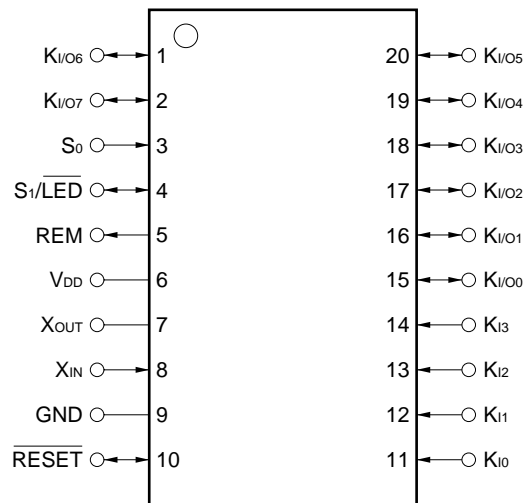 KI/O6 1 20 KI/O5
KI/O7 2 19 KI/O4
S0 3 18 KI/O3
S1/LED 4 17 KI/O2
REM 5 16 KI/O1
VDD 6 15 KI/O0
XOUT 7 14 KI3
XIN 8 13 KI2
GND 9 12 KI1
RESET 10 11 KI0